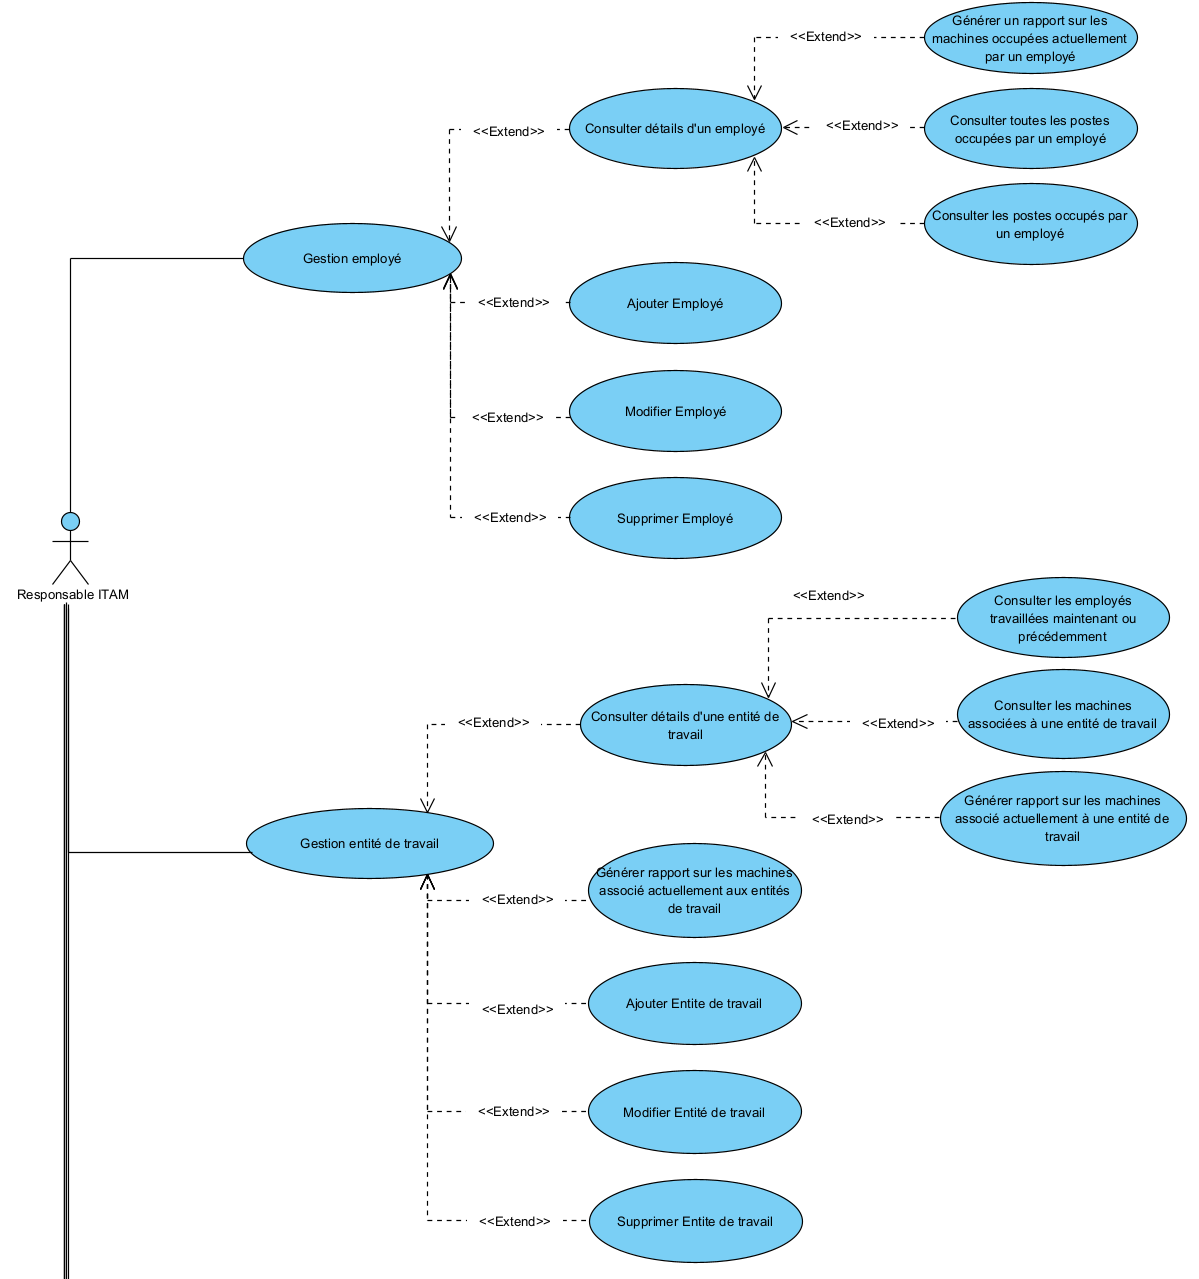 Générer un rapport sur les
machines occupées actuellement
par un employé
<<Extend>>
Consulter détails d'un employé
<<Extend>>
Consulter toutes les postes
occupées par un employé
<<Extend>>
<<Extend>>
Consulter les postes occupés par
un employé
Gestion employé
<<Extend>>
Ajouter Employé
<<Extend>>
Modifier Employé
<<Extend>>
Supprimer Employé
Responsable ITAM
<<Extend>>
Consulter les employés
travaillées maintenant ou
précédemment
<<Extend>>
Consulter détails d'une entité de
travail
<<Extend>>
Consulter les machines
associées à une entité de travail
<<Extend>>
Générer rapport sur les machines
associé actuellement à une entité de
travail
Gestion entité de travail
<<Extend>>
Générer rapport sur les machines
associé actuellement aux entités
de travail
<<Extend>>
Ajouter Entite de travail
<<Extend>>
Modifier Entité de travail
<<Extend>>
Supprimer Entite de travail